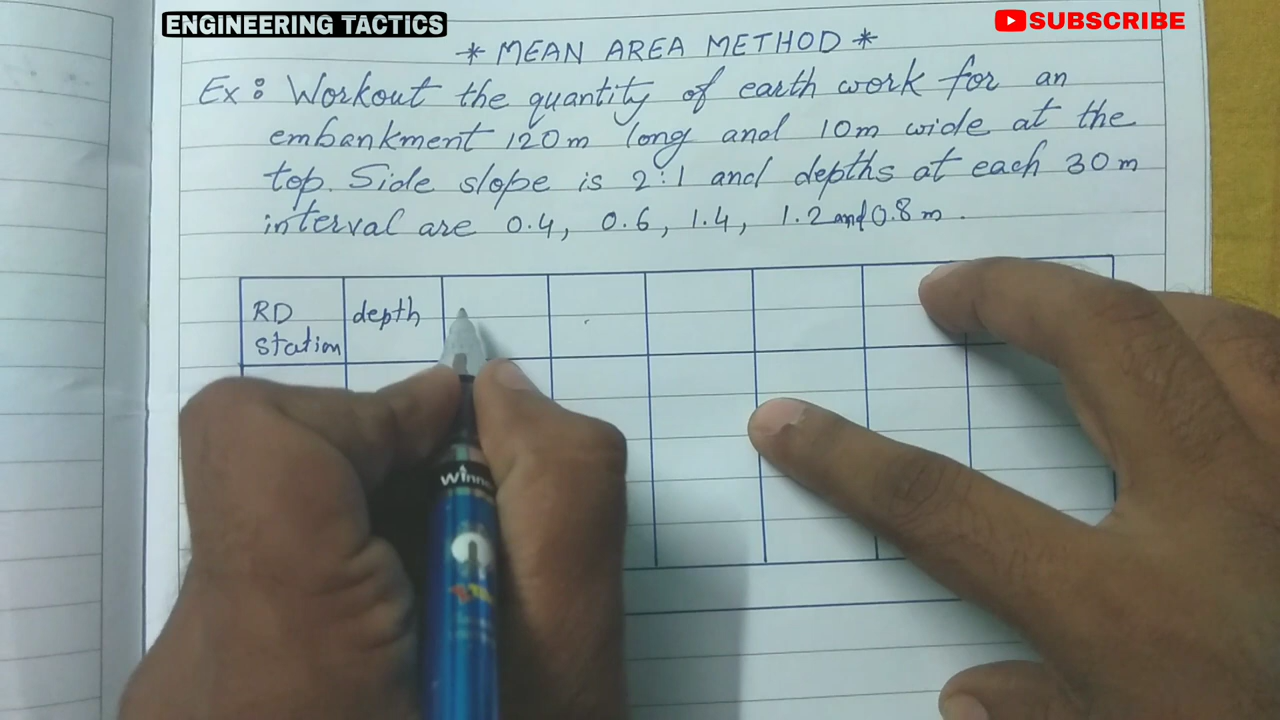 ENGINEERING TACTICS
SUBSCRIBE
* MEAN AREA METHOD *
Ex: Workout the quantity of earth work for an
embankment 120m long and 10m wide at the
top. Side slope is 2:1 and depths at each 30m
interval are 0.4, 0.6, 1.4, 1.2 and 0.8 m.
RD depth
station